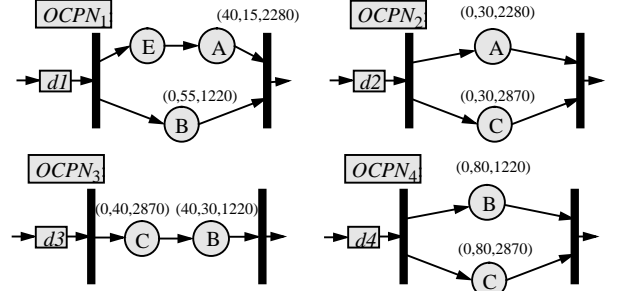 OCPN1:
(40,15,2280)
E
A
d1
(0,55,1220)
B
OCPN2:
(0,30,2280)
A
d2
(0,30,2870)
C
OCPN3:
(0,40,2870) (40,30,1220)
d3
C
B
OCPN4:
(0,80,1220)
B
d4
(0,80,2870)
C